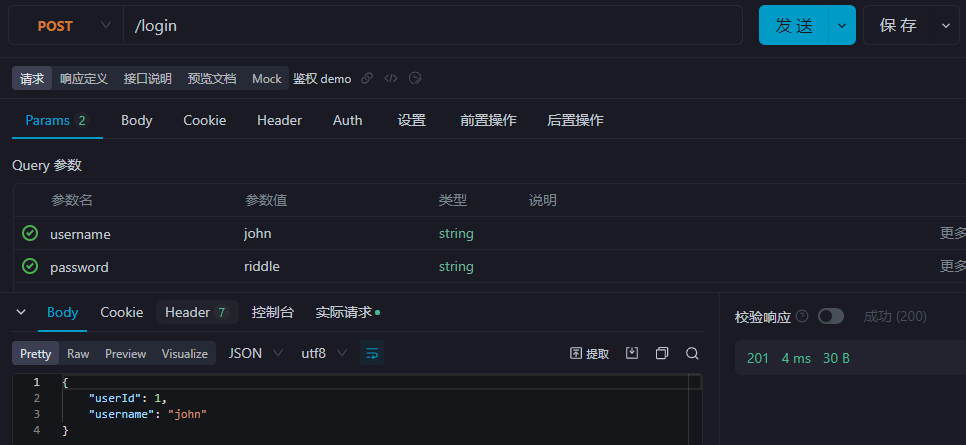 POST /login 发 送 保 存
请求 响应定义 接口说明 预览文档 Mock 鉴权 demo
Params 2 Body Cookie Header Auth 设置 前置操作 后置操作
Query 参数
参数名 参数值 类型 说明
username john string 更多
password riddle string 更多
Body Cookie Header 7 控制台 实际请求 校验响应 成功 (200)
Pretty Raw Preview Visualize JSON utf8 提取 201 4 ms 30 B
1 {
2 "userId": 1,
3 "username": "john"
4 }